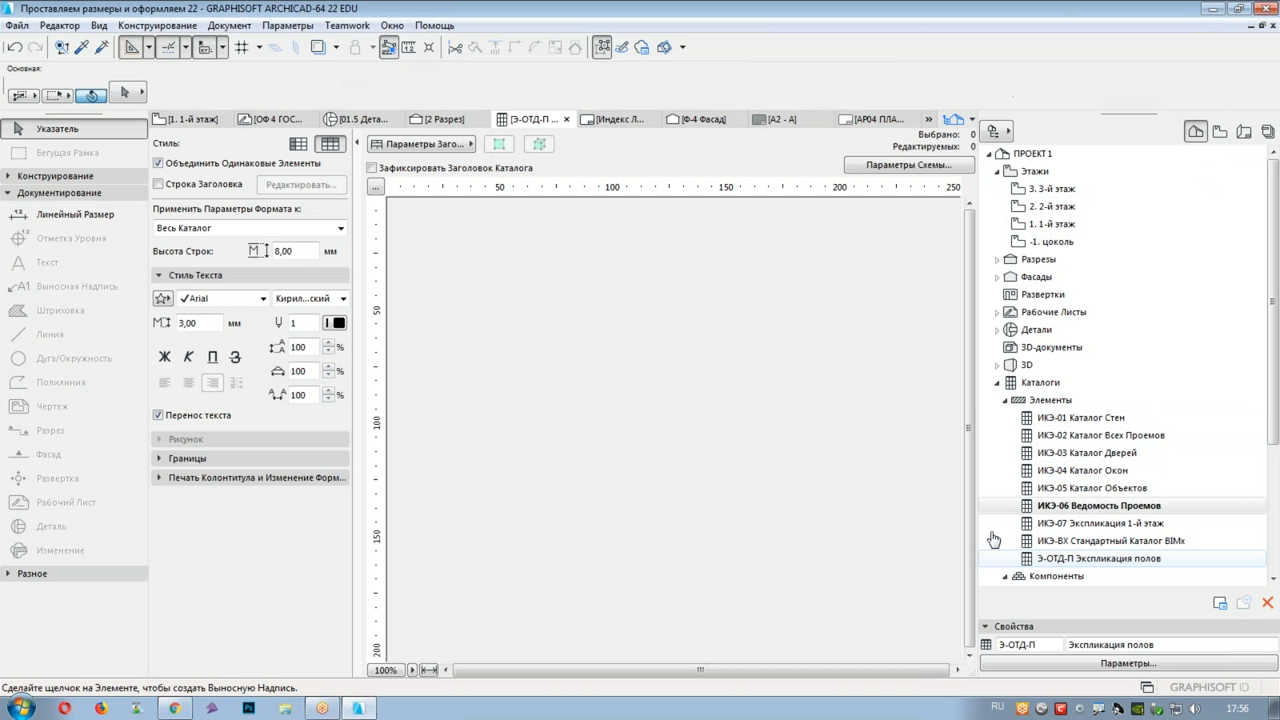 Проставляем размеры и оформляем 22 - GRAPHISOFT ARCHICAD-64 22 EDU
Файл Редактор Вид Конструирование Документ Параметры Teamwork Окно Помощь
Основная:
Указатель
Бегущая Рамка
Конструирование
Документирование
Линейный Размер
Отметка Уровня
Текст
Выносная Надпись
Штриховка
Линия
Дуга/Окружность
Полилиния
Чертеж
Разрез
Фасад
Развертка
Рабочий Лист
Деталь
Изменение
Разное
[1. 1-й этаж] [ОФ4 ГОС... [01.5 Дета... [2 Разрез] [Э-ОТД-П ... [Индекс Л... [Ф-4 Фасад] [A2 - A] [AP04 ПЛА...
Стиль:
Объединить Одинаковые Элементы
Строка Заголовка Редактировать...
Применить Параметры Формата к:
Весь Каталог
Высота Строк: 8,00 мм
Стиль Текста
Arial Кирил...ский
3,00 мм 1
Ж К П З
100 %
100 %
100 %
Перенос текста
Рисунок
Границы
Печать Колонтитула и Изменение Форм...
Параметры Заго...
Выбрано: 0
Редактируемых: 0
Зафиксировать Заголовок Каталога
Параметры Схемы...
... 50 100 150 200 250
50
100
150
200
100%
ПРОЕКТ 1
Этажи
3. 3-й этаж
2. 2-й этаж
1. 1-й этаж
-1. цоколь
Разрезы
Фасады
Развертки
Рабочие Листы
Детали
3D-документы
3D
Каталоги
Элементы
ИКЭ-01 Каталог Стен
ИКЭ-02 Каталог Всех Проемов
ИКЭ-03 Каталог Дверей
ИКЭ-04 Каталог Окон
ИКЭ-05 Каталог Объектов
ИКЭ-06 Ведомость Проемов
ИКЭ-07 Экспликация 1-й этаж
ИКЭ-BX Стандартный Каталог BIMx
Э-ОТД-П Экспликация полов
Компоненты
Свойства
Э-ОТД-П Экспликация полов
Параметры...
Сделайте щелчок на Элементе, чтобы создать Выносную Надпись.
GRAPHISOFT ID
RU 17:56